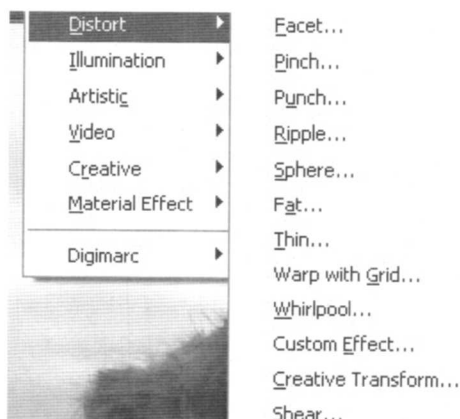 Distort
Illumination
Artistic
Video
Creative
Material Effect
Digimarc
Facet...
Pinch...
Punch...
Ripple...
Sphere...
Fat...
Thin...
Warp with Grid...
Whirlpool...
Custom Effect...
Creative Transform...
Shear...